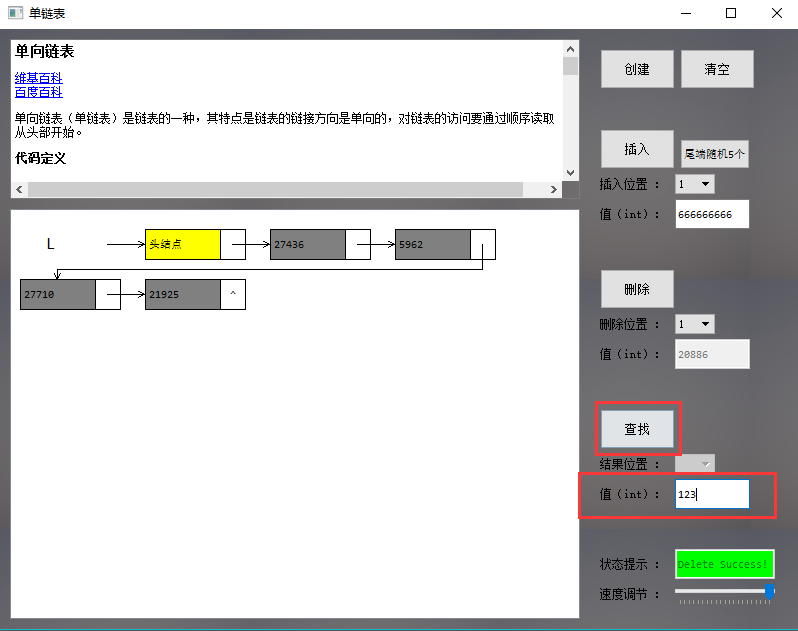 单链表
单向链表
维基百科
百度百科
单向链表（单链表）是链表的一种，其特点是链表的链接方向是单向的，对链表的访问要通过顺序读取
从头部开始。
代码定义
L
头结点
27436
5962
27710
21925
^
创建
清空
插入
尾端随机5个
插入位置 ：
1
值（int）：
666666666
删除
删除位置 ：
1
值（int）：
20886
查找
结果位置 ：
值（int）：
123
状态提示 ：
Delete Success!
速度调节 ：